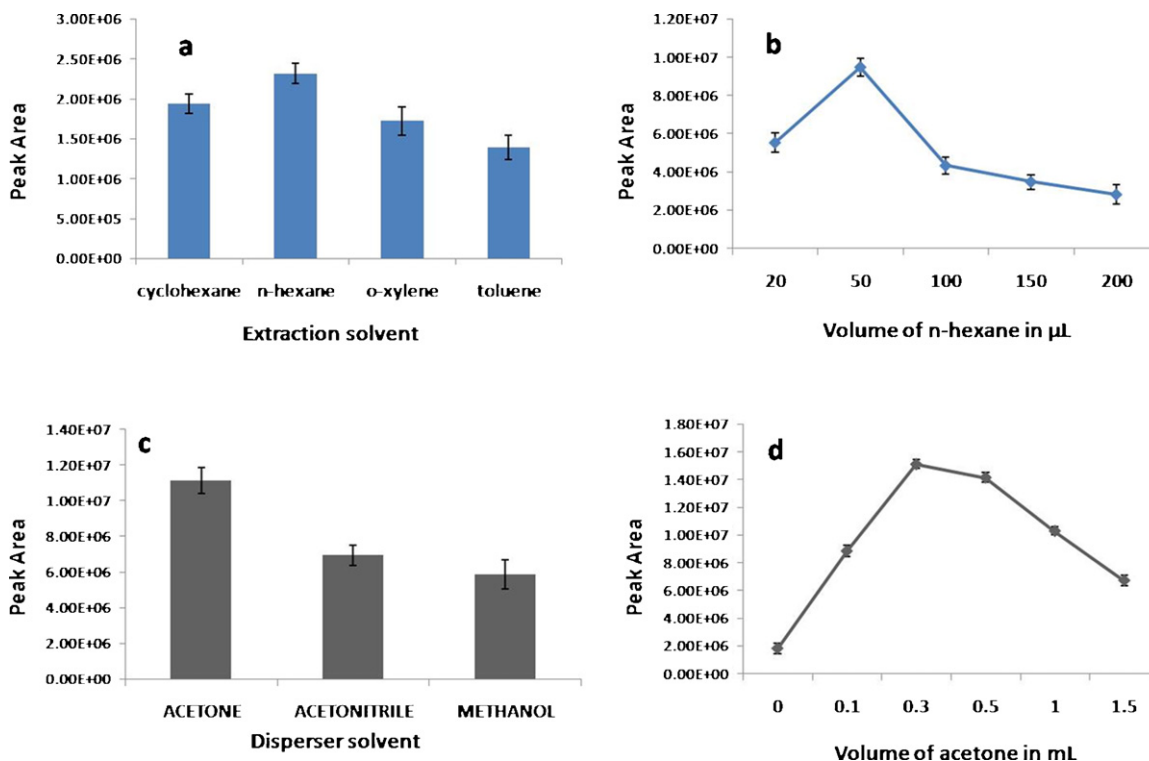 a
Peak Area
3.00E+06
2.50E+06
2.00E+06
1.50E+06
1.00E+06
5.00E+05
0.00E+00
cyclohexane n-hexane o-xylene toluene
Extraction solvent
b
Peak Area
1.20E+07
1.00E+07
8.00E+06
6.00E+06
4.00E+06
2.00E+06
0.00E+00
20 50 100 150 200
Volume of n-hexane in µL
c
Peak Area
1.40E+07
1.20E+07
1.00E+07
8.00E+06
6.00E+06
4.00E+06
2.00E+06
0.00E+00
ACETONE ACETONITRILE METHANOL
Disperser solvent
d
Peak Area
1.80E+07
1.60E+07
1.40E+07
1.20E+07
1.00E+07
8.00E+06
6.00E+06
4.00E+06
2.00E+06
0.00E+00
0 0.1 0.3 0.5 1 1.5
Volume of acetone in mL